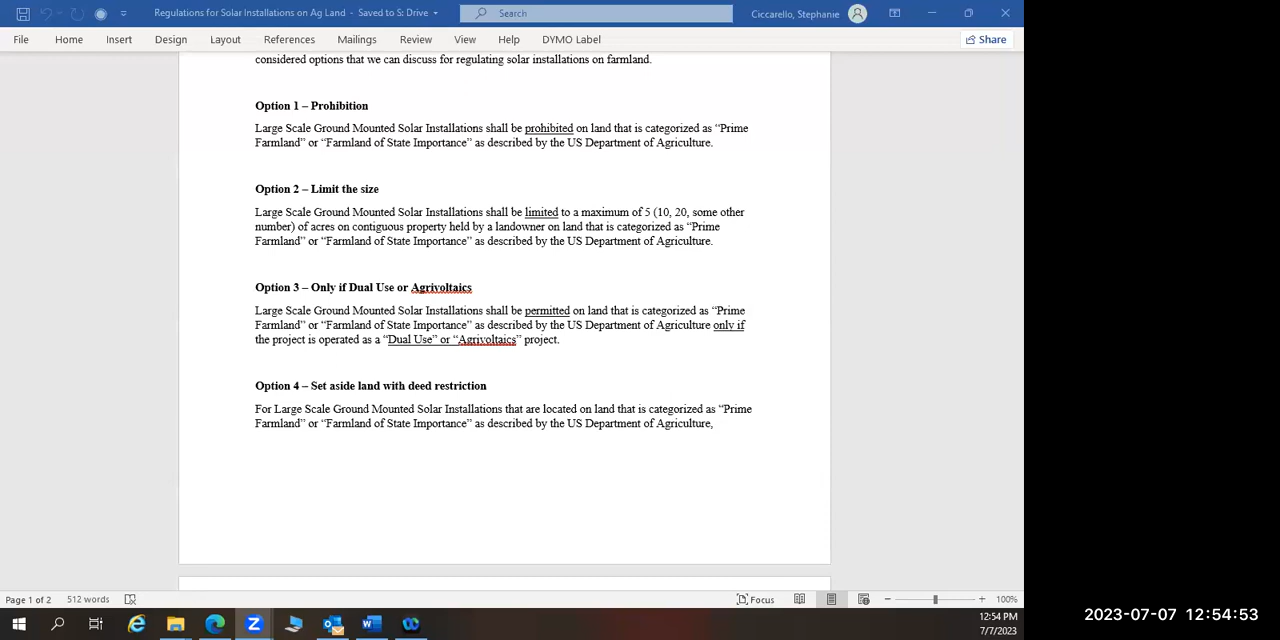 Regulations for Solar Installations on Ag Land - Saved to S: Drive
Search
Ciccarello, Stephanie
File Home Insert Design Layout References Mailings Review View Help DYMO Label Share
considered options that we can discuss for regulating solar installations on farmland.
Option 1 – Prohibition
Large Scale Ground Mounted Solar Installations shall be prohibited on land that is categorized as “Prime
Farmland” or “Farmland of State Importance” as described by the US Department of Agriculture.
Option 2 – Limit the size
Large Scale Ground Mounted Solar Installations shall be limited to a maximum of 5 (10, 20, some other
number) of acres on contiguous property held by a landowner on land that is categorized as “Prime
Farmland” or “Farmland of State Importance” as described by the US Department of Agriculture.
Option 3 – Only if Dual Use or Agrivoltaics
Large Scale Ground Mounted Solar Installations shall be permitted on land that is categorized as “Prime
Farmland” or “Farmland of State Importance” as described by the US Department of Agriculture only if
the project is operated as a “Dual Use” or “Agrivoltaics” project.
Option 4 – Set aside land with deed restriction
For Large Scale Ground Mounted Solar Installations that are located on land that is categorized as “Prime
Farmland” or “Farmland of State Importance” as described by the US Department of Agriculture,
Page 1 of 2 512 words Focus 100%
12:54 PM
7/7/2023
2023-07-07 12:54:53